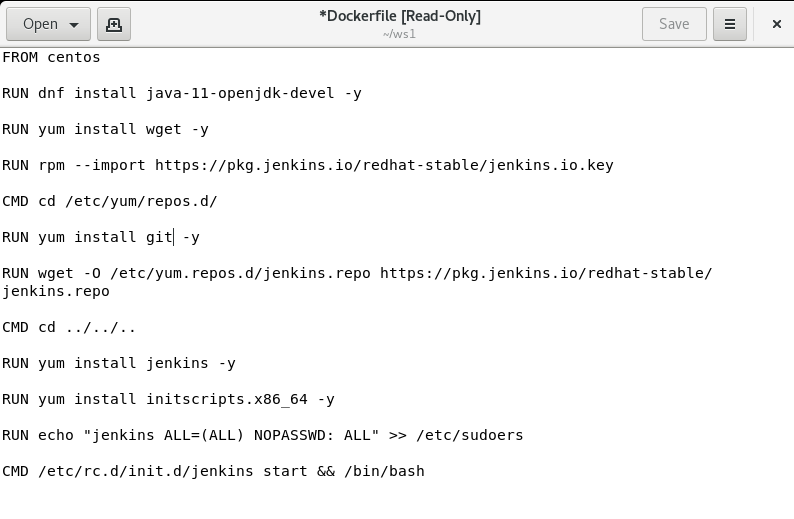 Open
*Dockerfile [Read-Only]
~/ws1
Save
FROM centos
RUN dnf install java-11-openjdk-devel -y
RUN yum install wget -y
RUN rpm --import https://pkg.jenkins.io/redhat-stable/jenkins.io.key
CMD cd /etc/yum/repos.d/
RUN yum install git -y
RUN wget -O /etc/yum.repos.d/jenkins.repo https://pkg.jenkins.io/redhat-stable/
jenkins.repo
CMD cd ../../..
RUN yum install jenkins -y
RUN yum install initscripts.x86_64 -y
RUN echo "jenkins ALL=(ALL) NOPASSWD: ALL" >> /etc/sudoers
CMD /etc/rc.d/init.d/jenkins start && /bin/bash